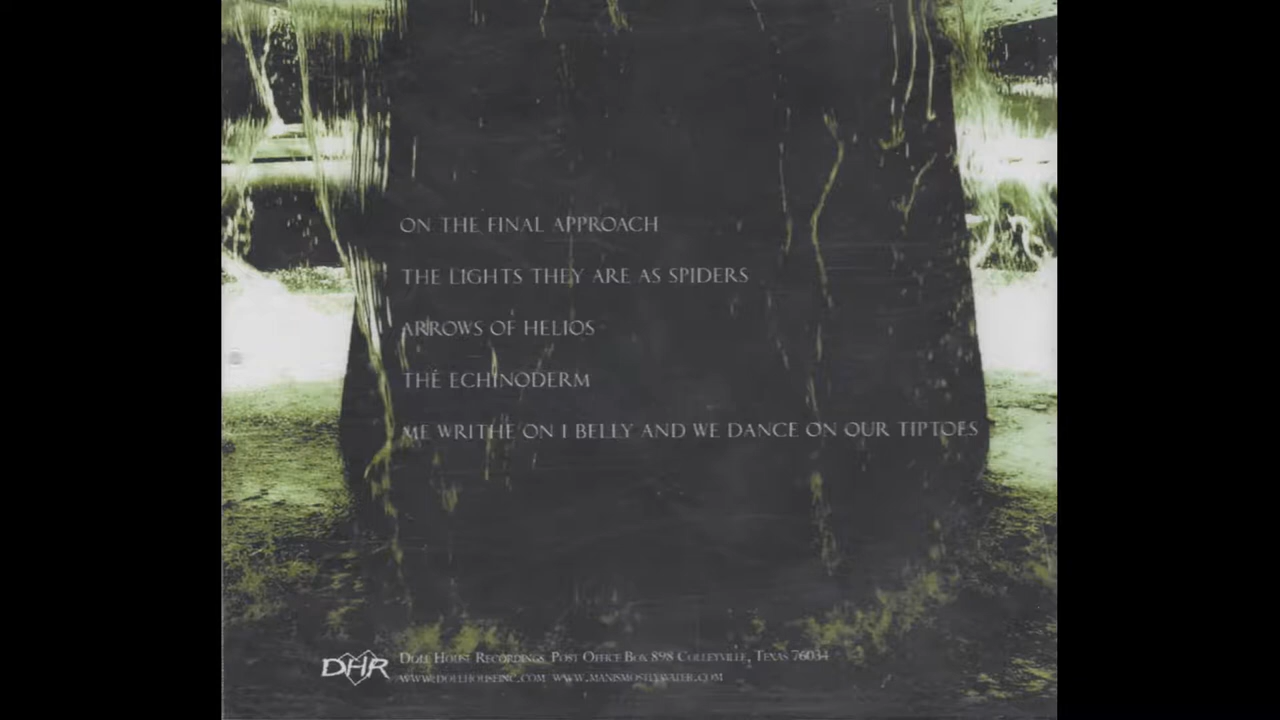 ON THE FINAL APPROACH
THE LIGHTS THEY ARE AS SPIDERS
ARROWS OF HELIOS
THE ECHINODERM
ME WRITHE ON I BELLY AND WE DANCE ON OUR TIPTOES
DHR
DOLL HOUSE RECORDINGS POST OFFICE BOX 898 COLLEYVILLE, TEXAS 76034
WWW.DOLLHOUSEINC.COM WWW.MANISMOSTLYWATER.COM